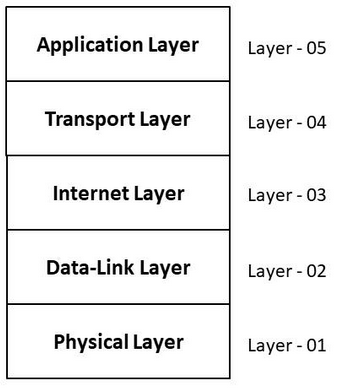 Application Layer Layer - 05
Transport Layer Layer - 04
Internet Layer Layer - 03
Data-Link Layer Layer - 02
Physical Layer Layer - 01